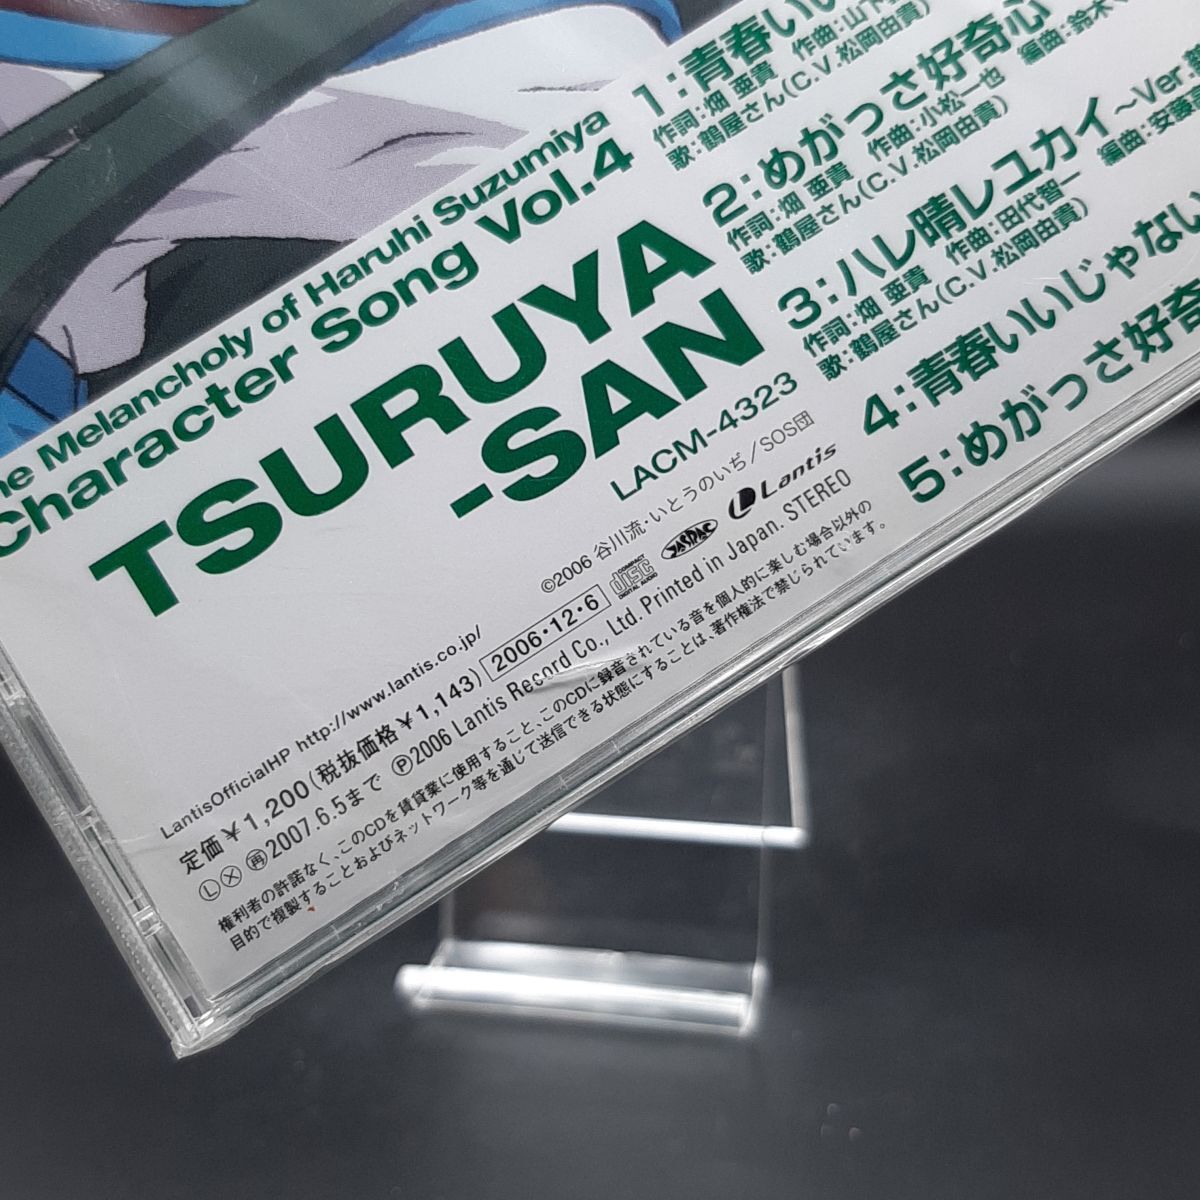 The Melancholy of Haruhi Suzumiya
Character Song Vol.4
TSURUYA
-SAN
LACM-4323
1:青春いい
作詞:畑 亜貴 作曲:山下
歌:鶴屋さん(C.V.松岡由貴)
2:めがっさ好奇心
作詞:畑 亜貴 作曲:小松一也 編曲:鈴木
歌:鶴屋さん(C.V.松岡由貴)
3:ハレ晴レユカイ ~Ver.
作詞:畑 亜貴 作曲:田代智一 編曲:安藤
歌:鶴屋さん(C.V.松岡由貴)
4:青春いいじゃない
5:めがっさ好奇
©2006 谷川流・いとうのいぢ/SOS団
COMPACT disc DIGITAL AUDIO
JASRAC
Lantis
LantisOfficialHP http://www.lantis.co.jp/
定価¥1,200(税抜価格¥1,143) 2006・12・6
Ⓛ Ⓧ ㊢2007.6.5まで Ⓟ2006 Lantis Record Co., Ltd. Printed in Japan. STEREO
権利者の許諾なく、このCDを賃貸業に使用すること、このCDに録音されている音を個人的に楽しむ場合以外の
目的で複製することおよびネットワーク等を通じて送信できる状態にすることは、著作権法で禁じられています。